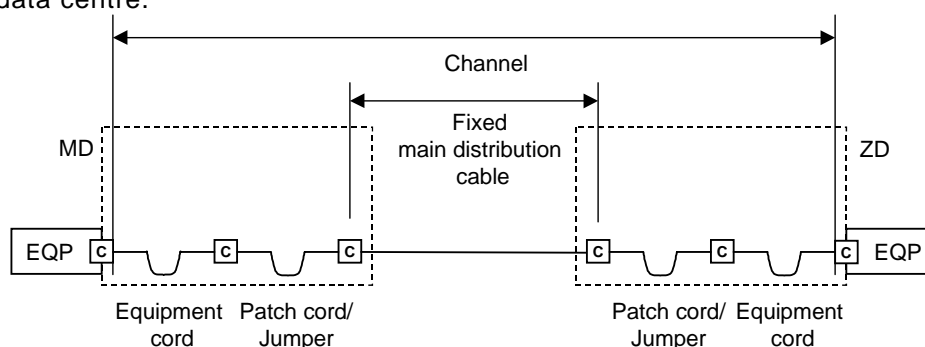 data centre.
Channel
Fixed
main distribution
cable
MD
ZD
EQP C C C C C C EQP
Equipment
cord
Patch cord/
Jumper
Patch cord/
Jumper
Equipment
cord